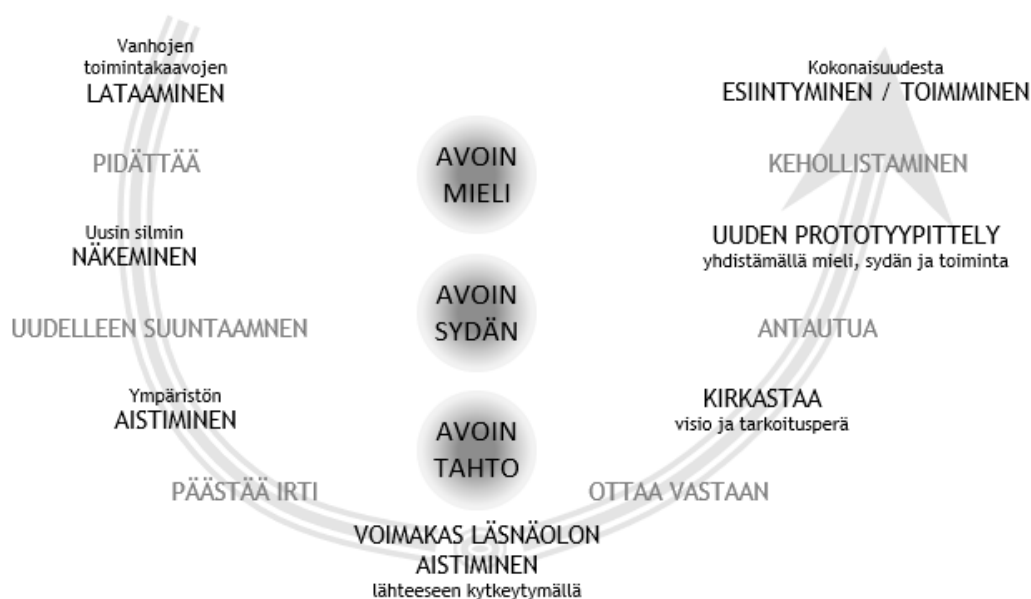 Vanhojen
toimintakaavojen
LATAAMINEN
PIDÄTTÄÄ
Uusin silmin
NÄKEMINEN
UUDELLEEN SUUNTAAMNEN
Ympäristön
AISTIMINEN
PÄÄSTÄÄ IRTI
AVOIN
MIELI
AVOIN
SYDÄN
AVOIN
TAHTO
VOIMAKAS LÄSNÄOLON
AISTIMINEN
lähteeseen kytkeytymällä
OTTAA VASTAAN
KIRKASTAA
visio ja tarkoitusperä
ANTAUTUA
UUDEN PROTOTYYPITTELY
yhdistämällä mieli, sydän ja toiminta
KEHOLLISTAMINEN
Kokonaisuudesta
ESIINTYMINEN / TOIMIMINEN